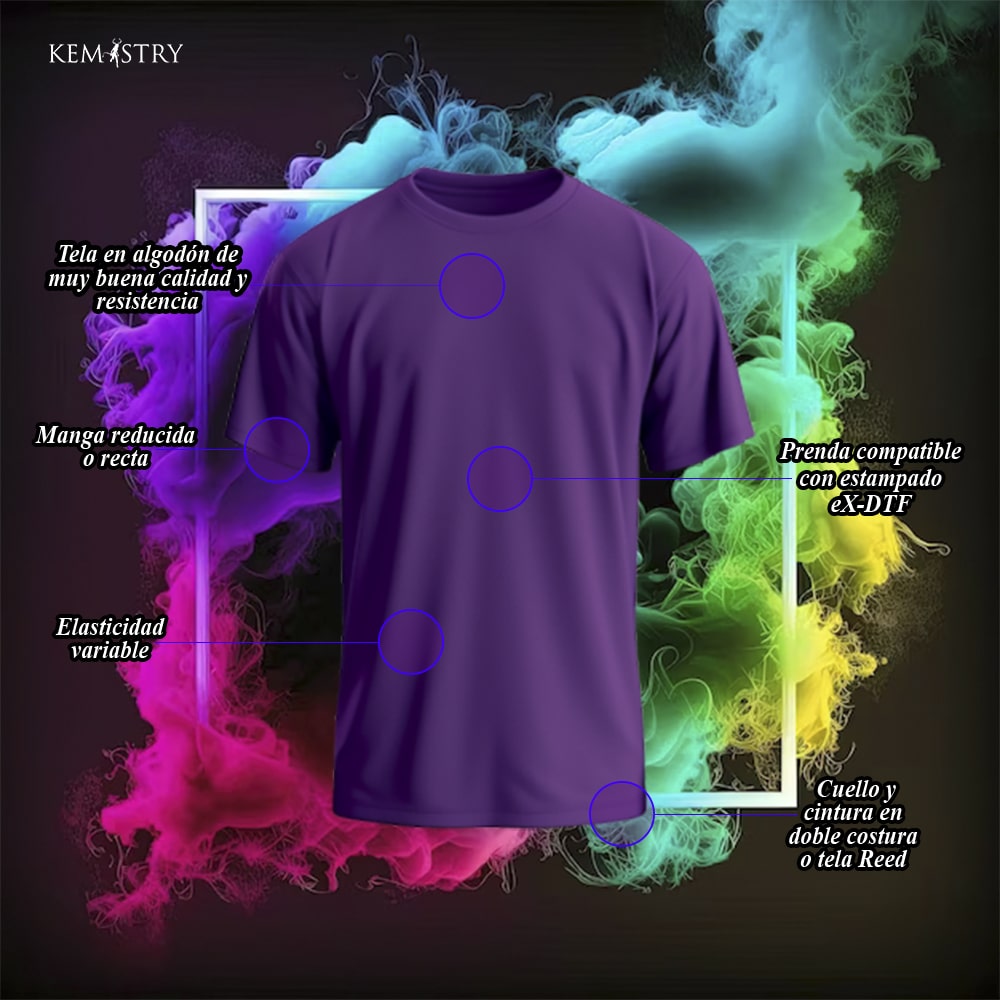 KEMISTRY
Tela en algodón de
muy buena calidad y
resistencia
Manga reducida
o recta
Prenda compatible
con estampado
eX-DTF
Elasticidad
variable
Cuello y
cintura en
doble costura
o tela Reed